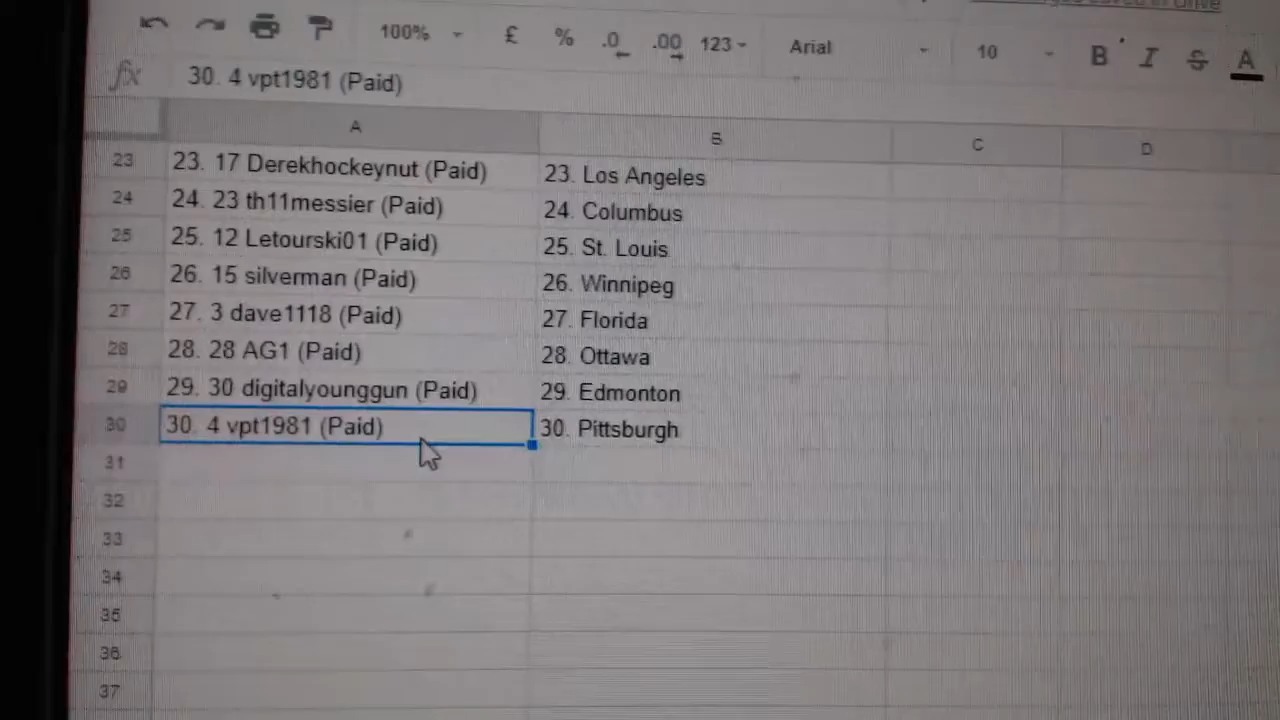 100% £ % .0 .00 123 Arial 10 B I S A
fx 30. 4 vpt1981 (Paid)
A B C D
23 23. 17 Derekhockeynut (Paid) 23. Los Angeles
24 24. 23 th11messier (Paid) 24. Columbus
25 25. 12 Letourski01 (Paid) 25. St. Louis
26 26. 15 silverman (Paid) 26. Winnipeg
27 27. 3 dave1118 (Paid) 27. Florida
28 28. 28 AG1 (Paid) 28. Ottawa
29 29. 30 digitalyounggun (Paid) 29. Edmonton
30 30. 4 vpt1981 (Paid) 30. Pittsburgh
31
32
33
34
35
36
37